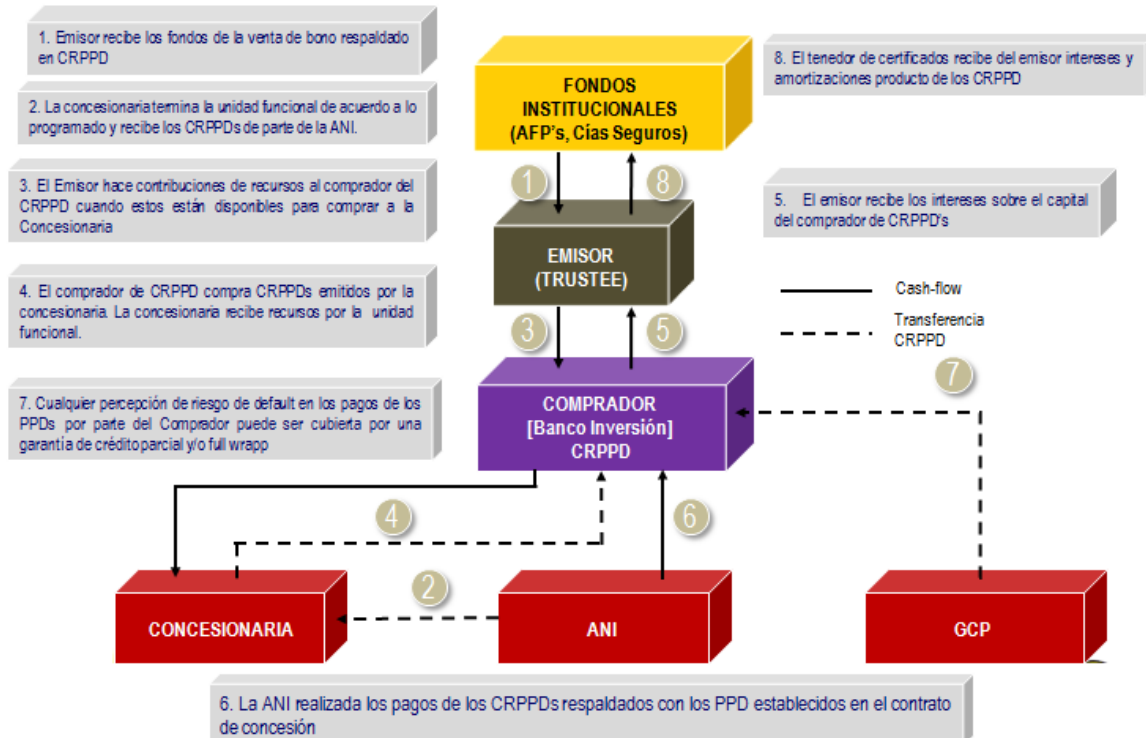 1. Emisor recibe los fondos de la venta de bono respaldado
en CRPPD
2. La concesionaria termina la unidad funcional de acuerdo a lo
programado y recibe los CRPPDs de parte de la ANI.
3. El Emisor hace contribuciones de recursos al comprador del
CRPPD cuando estos están disponibles para comprar a la
Concesionaria
4. El comprador de CRPPD compra CRPPDs emitidos por la
concesionaria. La concesionaria recibe recursos por la unidad
funcional.
7. Cualquier percepción de riesgo de default en los pagos de los
PPDs por parte del Comprador puede ser cubierta por una
garantía de crédito parcial y/o full wrapp
FONDOS
INSTITUCIONALES
(AFP's, Cías Seguros)
1
8
EMISOR
(TRUSTEE)
3
5
COMPRADOR
[Banco Inversión]
CRPPD
4
6
2
7
CONCESIONARIA
ANI
GCP
8. El tenedor de certificados recibe del emisor intereses y
amortizaciones producto de los CRPPD
5. El emisor recibe los intereses sobre el capital
del comprador de CRPPD's
Cash-flow
Transferencia
CRPPD
6. La ANI realizada los pagos de los CRPPDs respaldados con los PPD establecidos en el contrato
de concesión